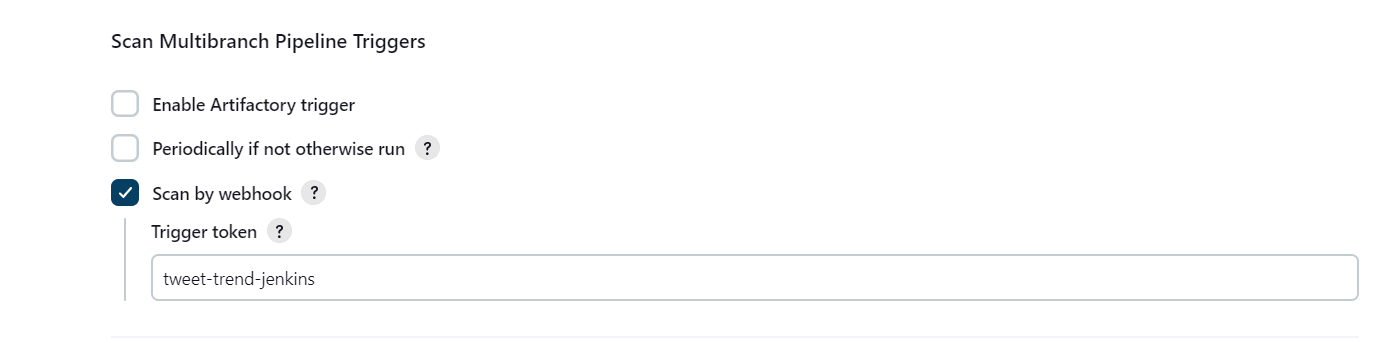 Scan Multibranch Pipeline Triggers
Enable Artifactory trigger
Periodically if not otherwise run ?
Scan by webhook ?
Trigger token ?
tweet-trend-jenkins